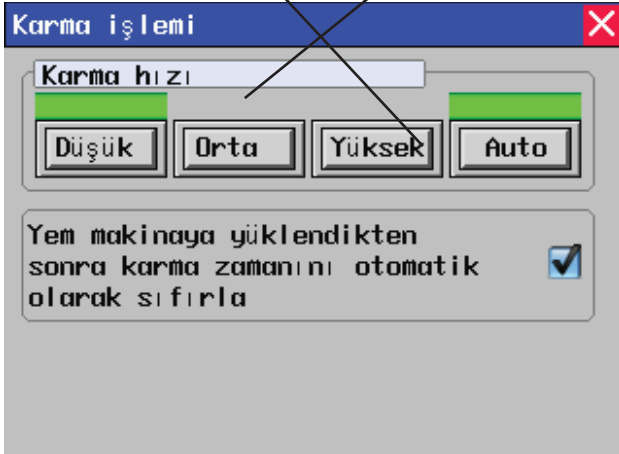 Karma işlemi
Karma hızı
Düşük Orta Yüksek Auto
Yem makinaya yüklendikten
sonra karma zamanını otomatik
olarak sıfırla